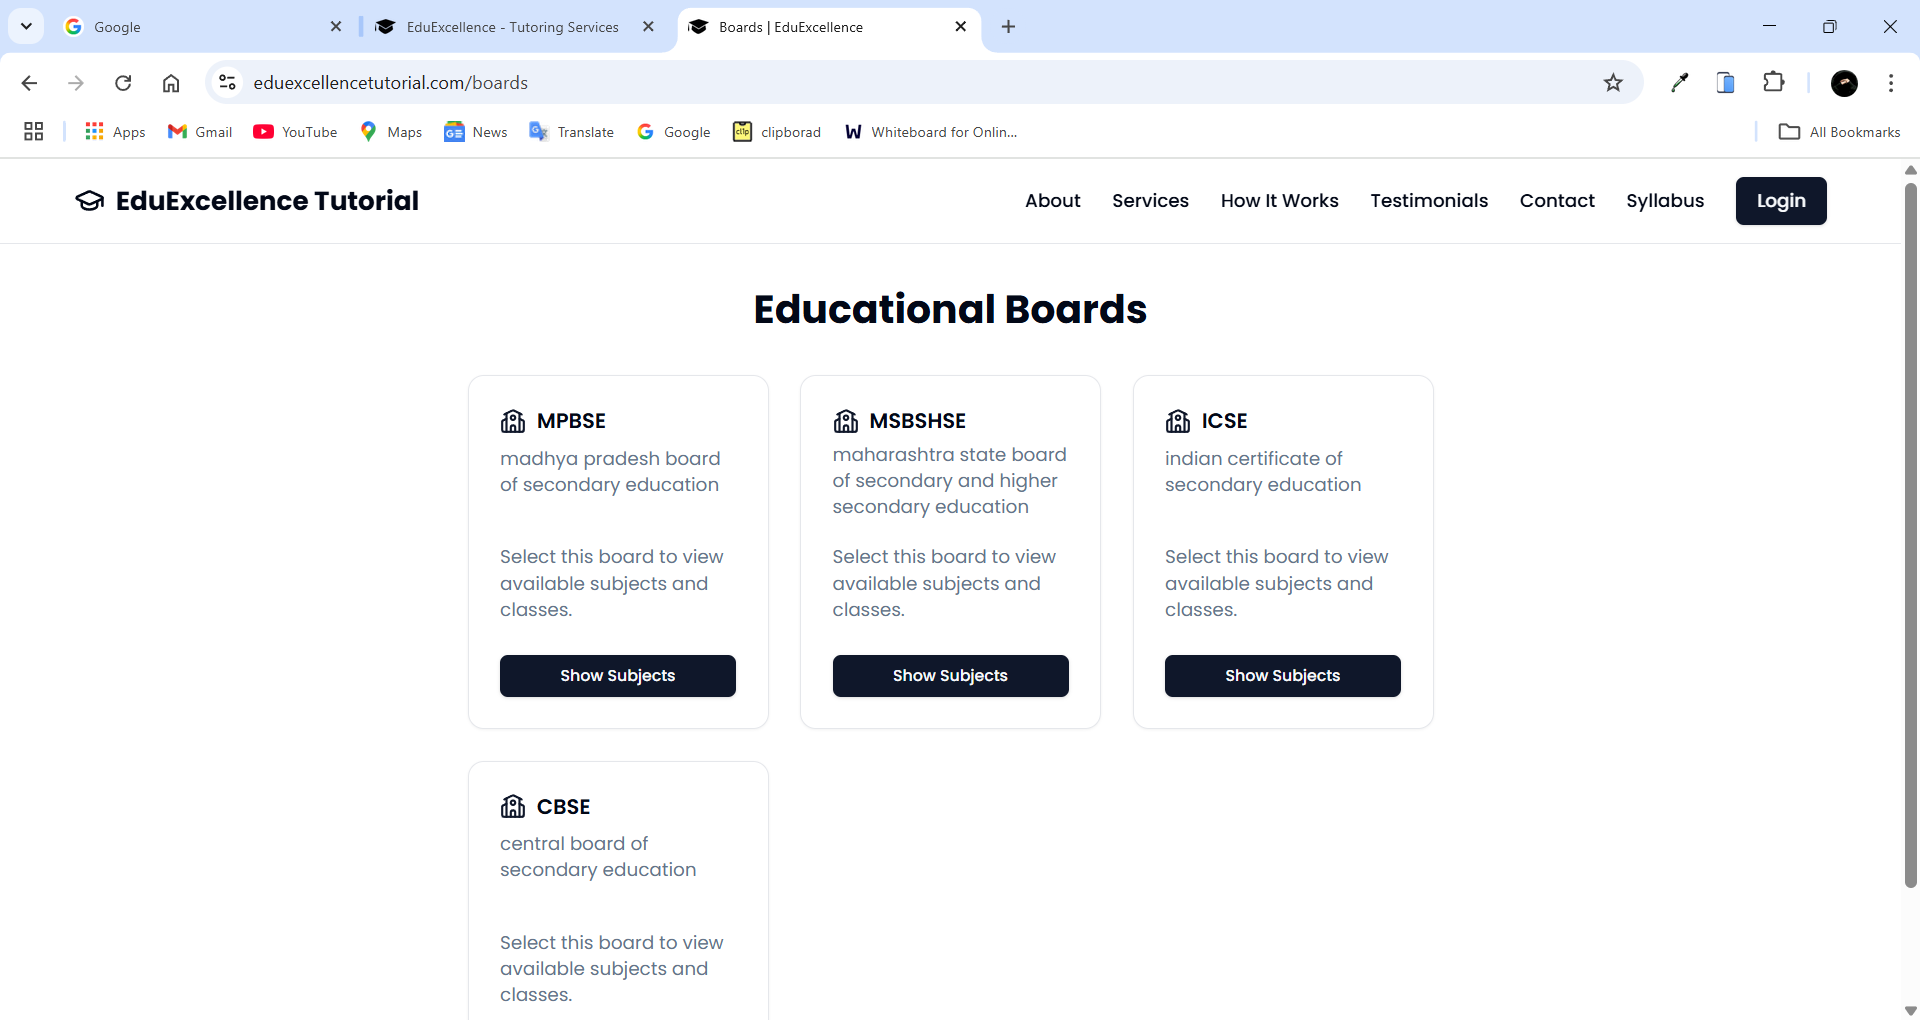 Google
EduExcellence - Tutoring Services
Boards | EduExcellence
eduexcellencetutorial.com/boards
Apps
Gmail
YouTube
Maps
News
Translate
Google
clipborad
Whiteboard for Onlin...
All Bookmarks
EduExcellence Tutorial
About
Services
How It Works
Testimonials
Contact
Syllabus
Login
Educational Boards
MPBSE
madhya pradesh board
of secondary education
Select this board to view
available subjects and
classes.
Show Subjects
MSBSHSE
maharashtra state board
of secondary and higher
secondary education
Select this board to view
available subjects and
classes.
Show Subjects
ICSE
indian certificate of
secondary education
Select this board to view
available subjects and
classes.
Show Subjects
CBSE
central board of
secondary education
Select this board to view
available subjects and
classes.